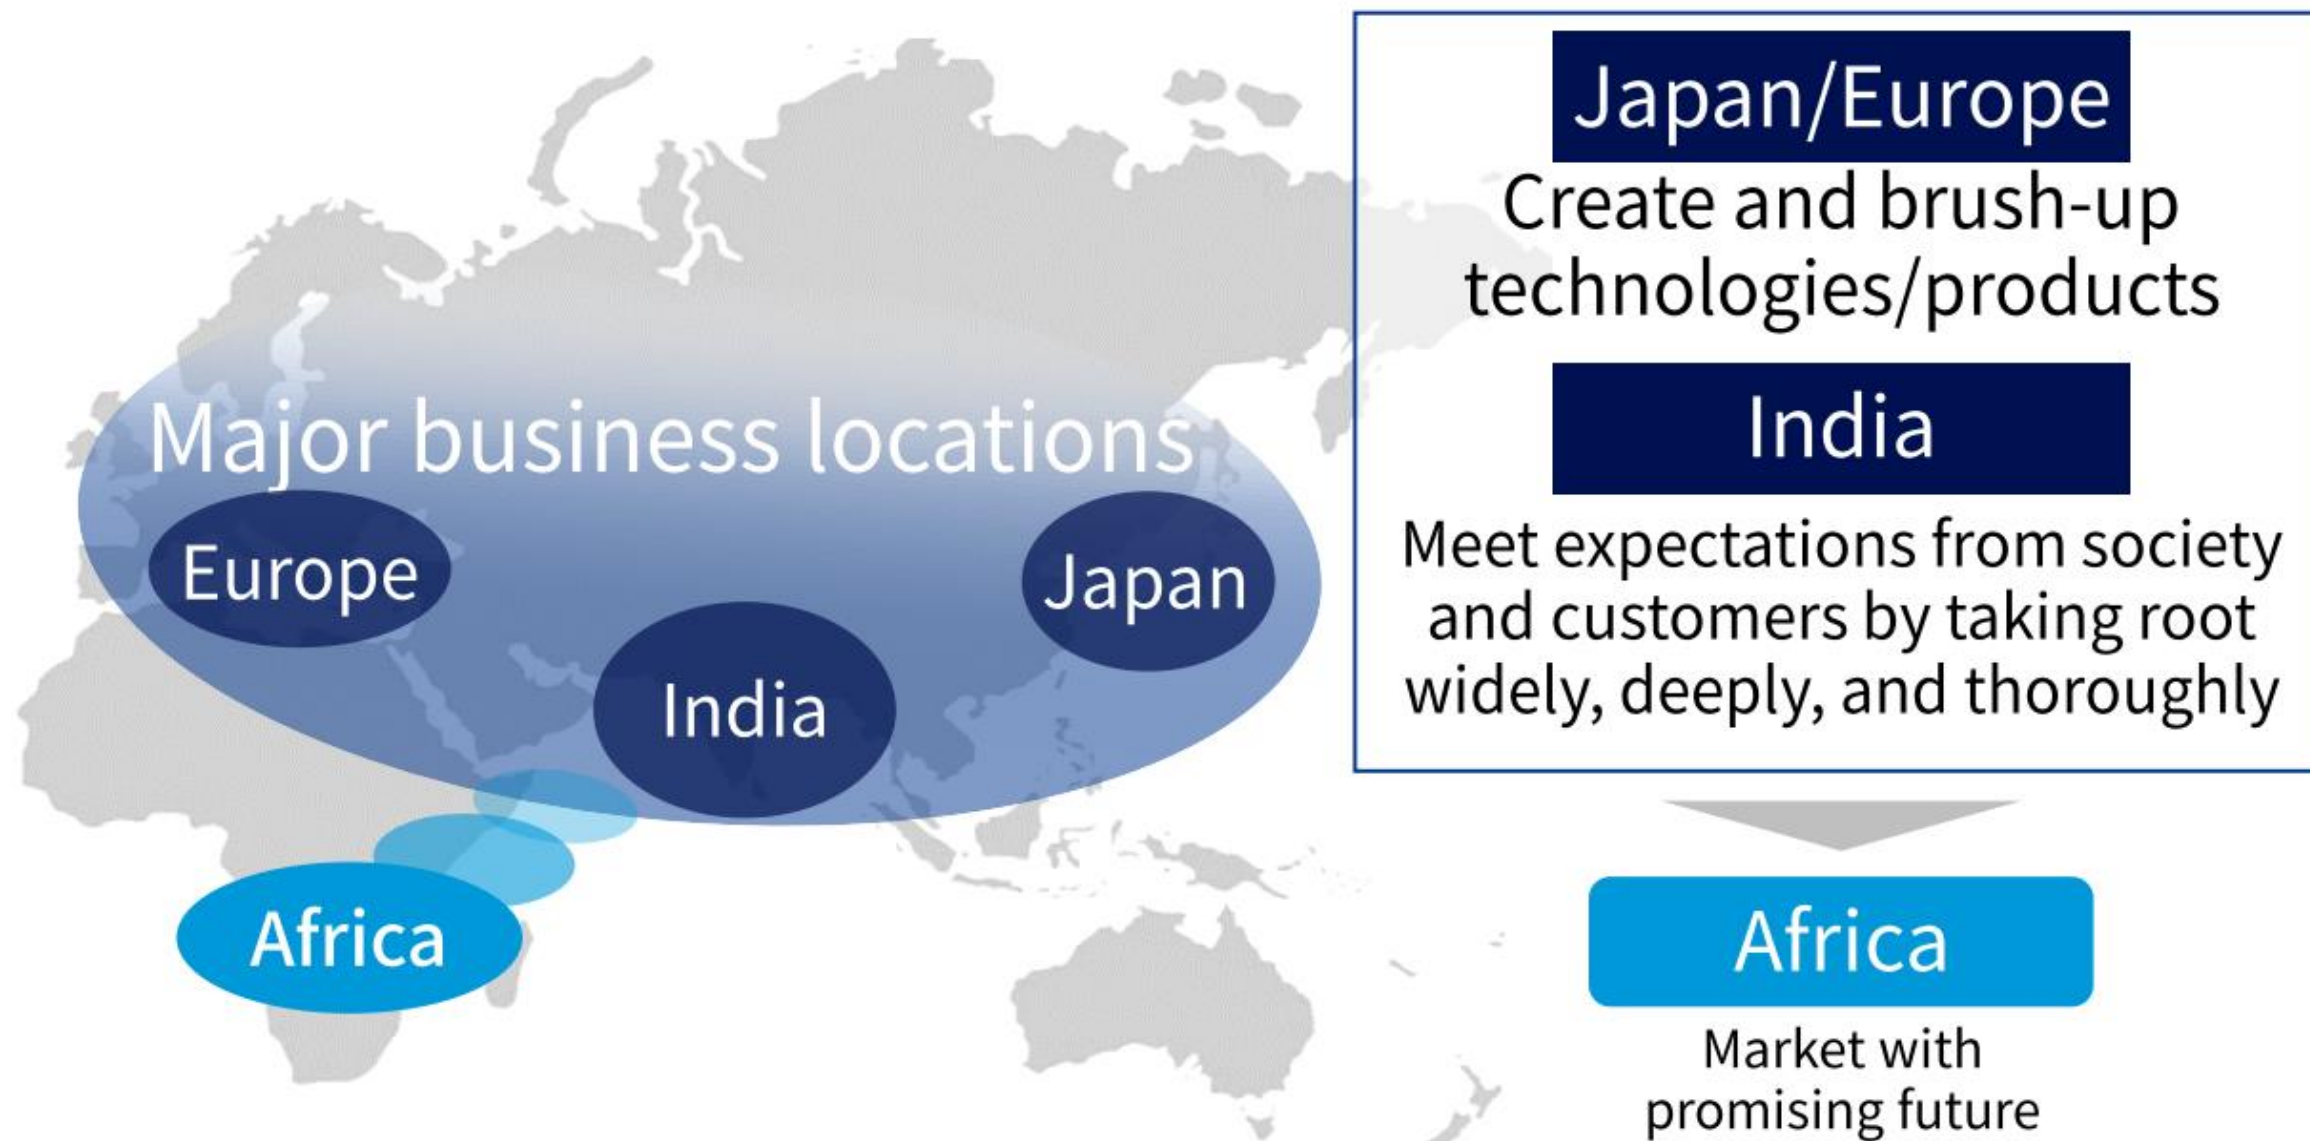 Major business locations
Europe
India
Japan
Africa
Japan/Europe
Create and brush-up
technologies/products
India
Meet expectations from society
and customers by taking root
widely, deeply, and thoroughly
Africa
Market with
promising future